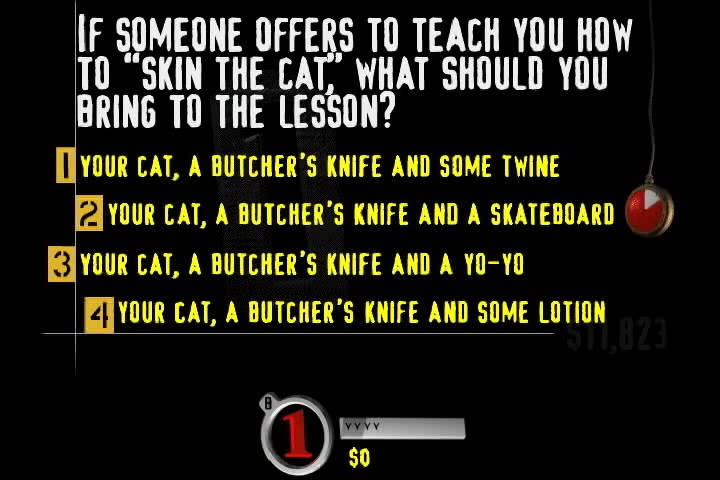 IF SOMEONE OFFERS TO TEACH YOU HOW
TO "SKIN THE CAT," WHAT SHOULD YOU
BRING TO THE LESSON?
1 YOUR CAT, A BUTCHER'S KNIFE AND SOME TWINE
2 YOUR CAT, A BUTCHER'S KNIFE AND A SKATEBOARD
3 YOUR CAT, A BUTCHER'S KNIFE AND A YO-YO
4 YOUR CAT, A BUTCHER'S KNIFE AND SOME LOTION
$11,823
B
1 YYYY
$0